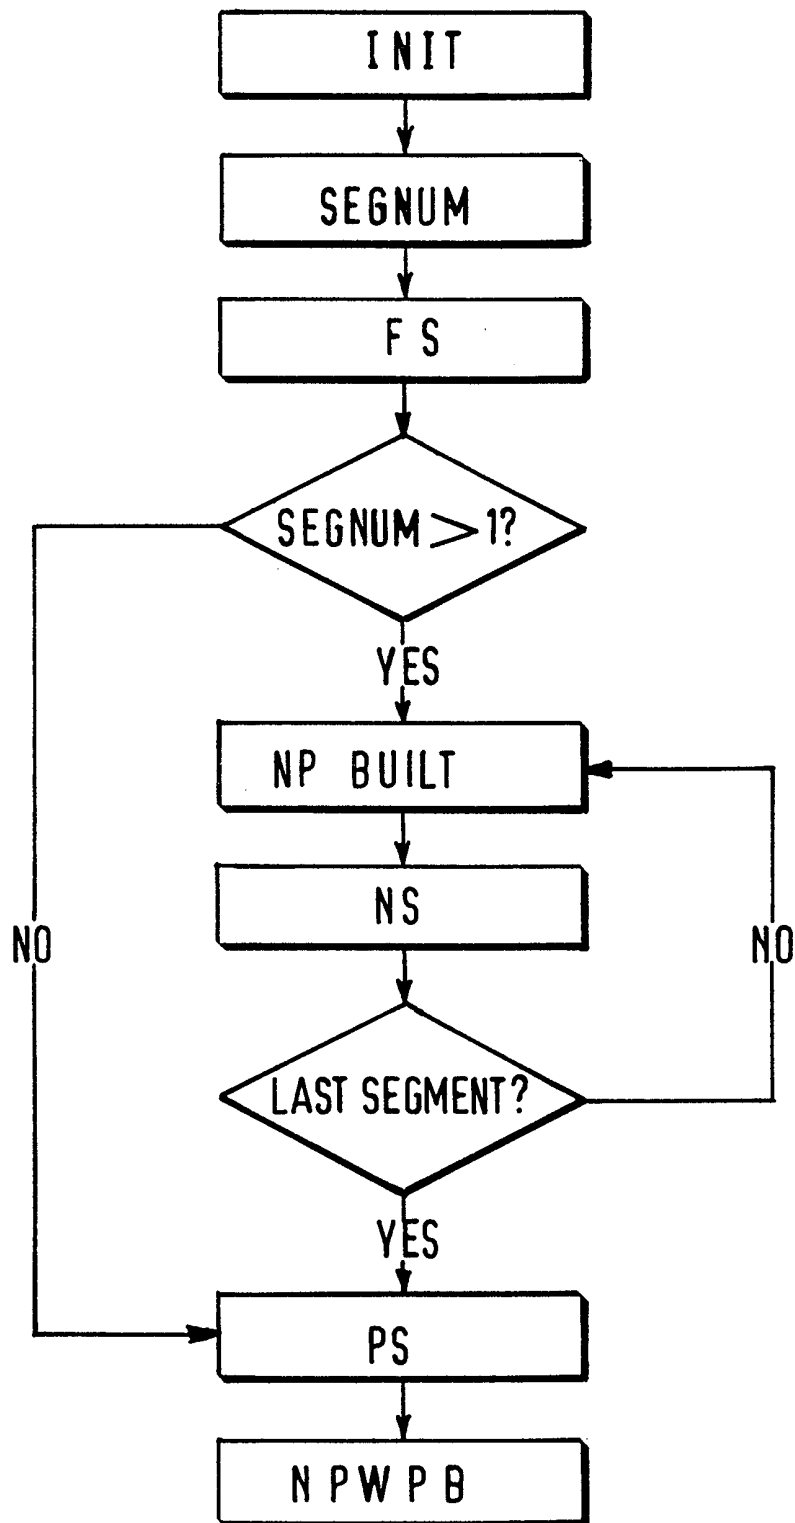 INIT
SEGNUM
FS
SEGNUM > 1?
YES
NP BUILT
NS
NO
NO
LAST SEGMENT?
YES
PS
NPWPB